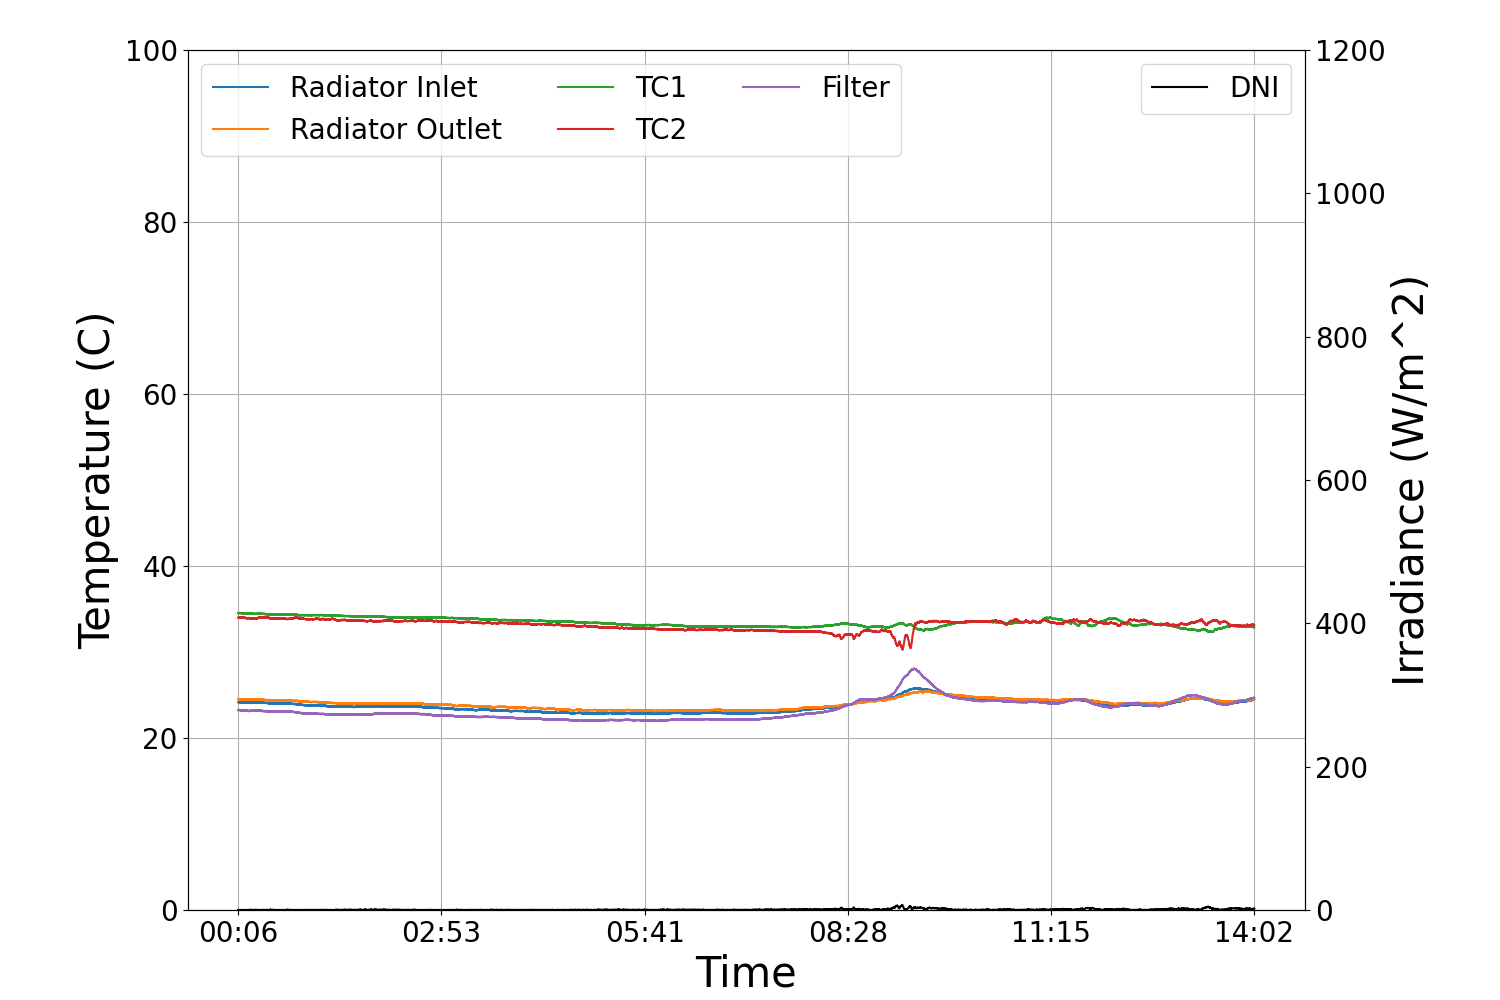 100
80
60
40
20
0
Temperature (C)
Radiator Inlet
Radiator Outlet
TC1
TC2
Filter
DNI
1200
1000
800
600
400
200
0
Irradiance (W/m^2)
00:06 02:53 05:41 08:28 11:15 14:02
Time